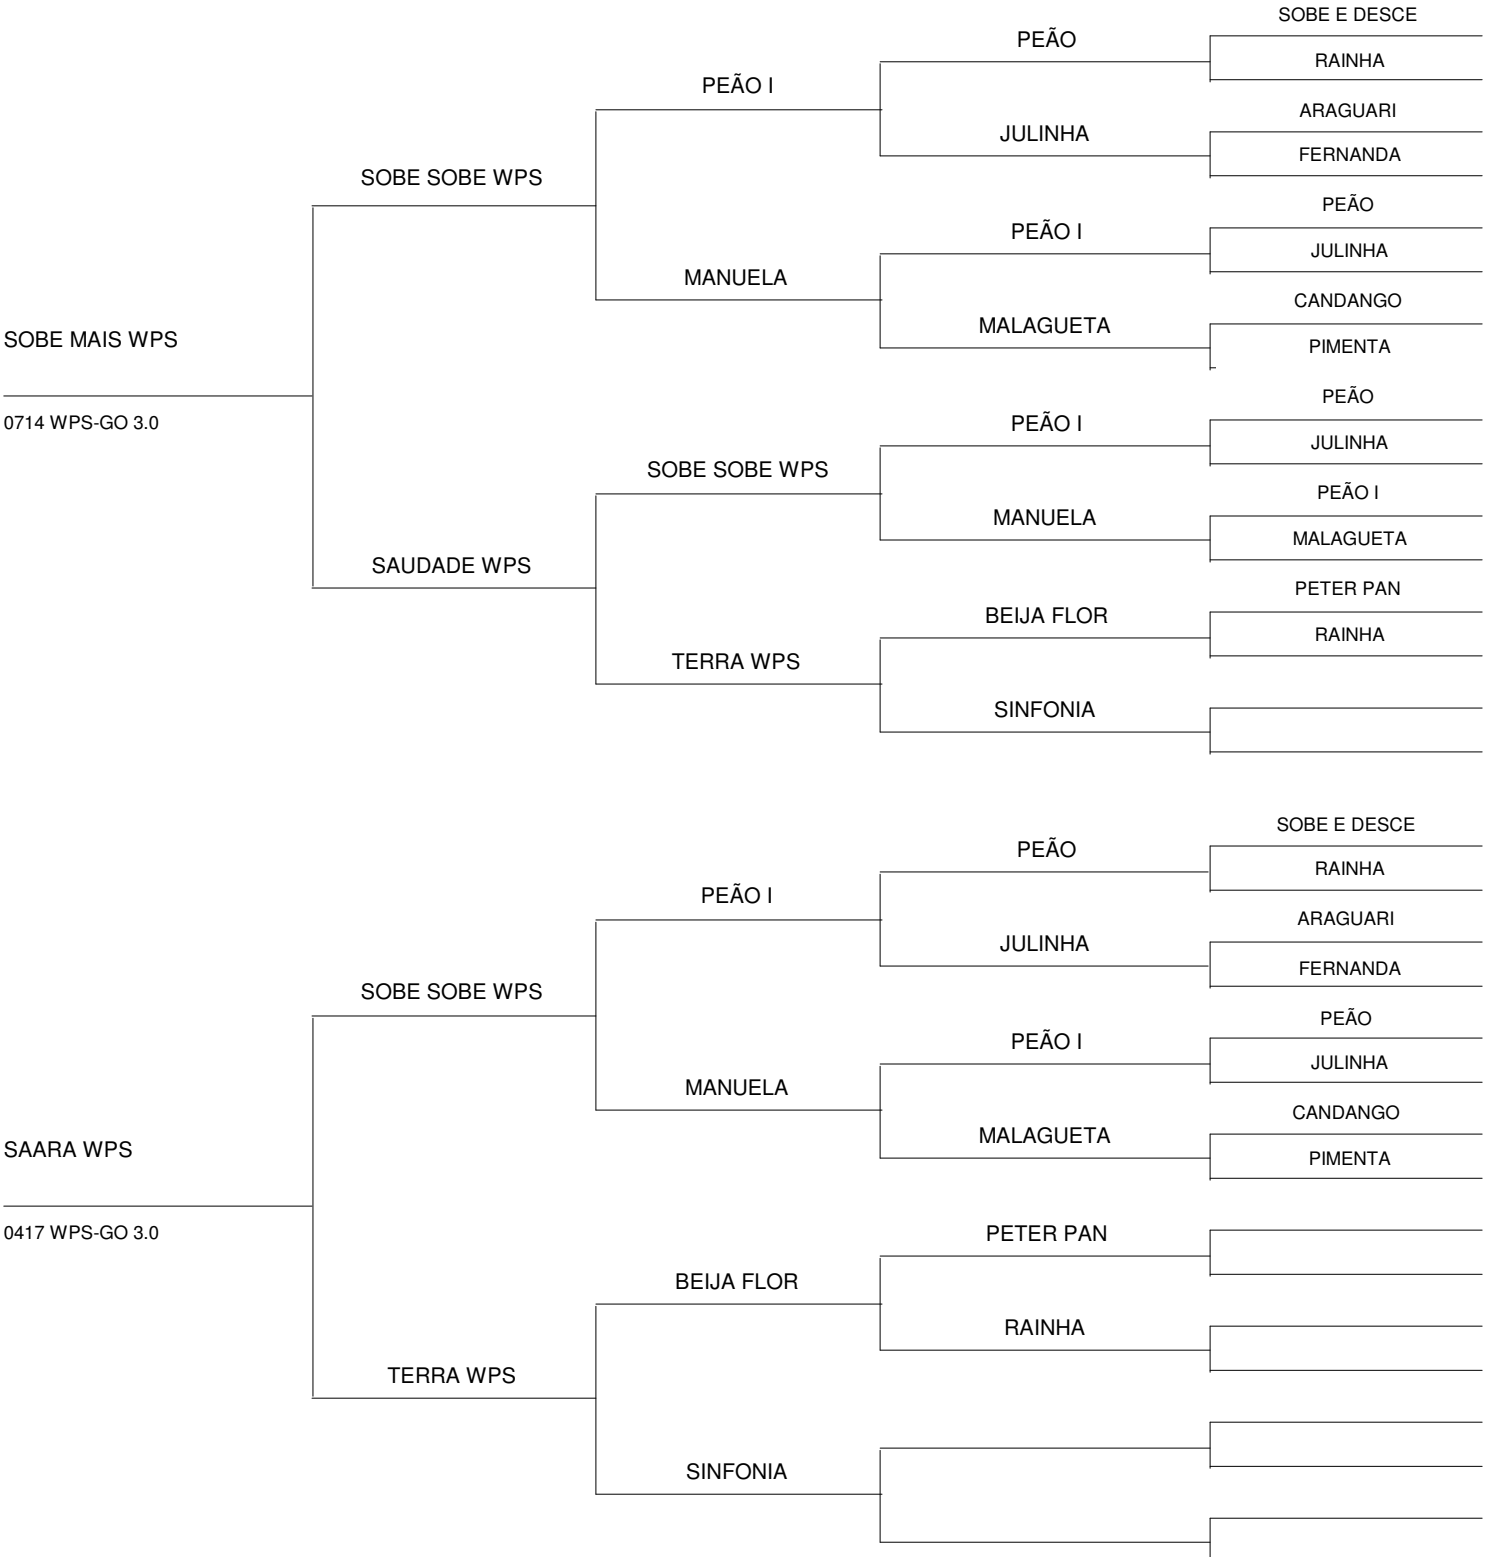 SOBE E DESCE
PEÃO
RAINHA
PEÃO I
ARAGUARI
JULINHA
FERNANDA
SOBE SOBE WPS
PEÃO
PEÃO I
JULINHA
MANUELA
CANDANGO
MALAGUETA
SOBE MAIS WPS
PIMENTA
PEÃO
0714 WPS-GO 3.0
PEÃO I
JULINHA
SOBE SOBE WPS
PEÃO I
MANUELA
MALAGUETA
SAUDADE WPS
PETER PAN
BEIJA FLOR
RAINHA
TERRA WPS
SINFONIA
SOBE E DESCE
PEÃO
RAINHA
PEÃO I
ARAGUARI
JULINHA
FERNANDA
SOBE SOBE WPS
PEÃO
PEÃO I
JULINHA
MANUELA
CANDANGO
MALAGUETA
SAARA WPS
PIMENTA
0417 WPS-GO 3.0
PETER PAN
BEIJA FLOR
RAINHA
TERRA WPS
SINFONIA